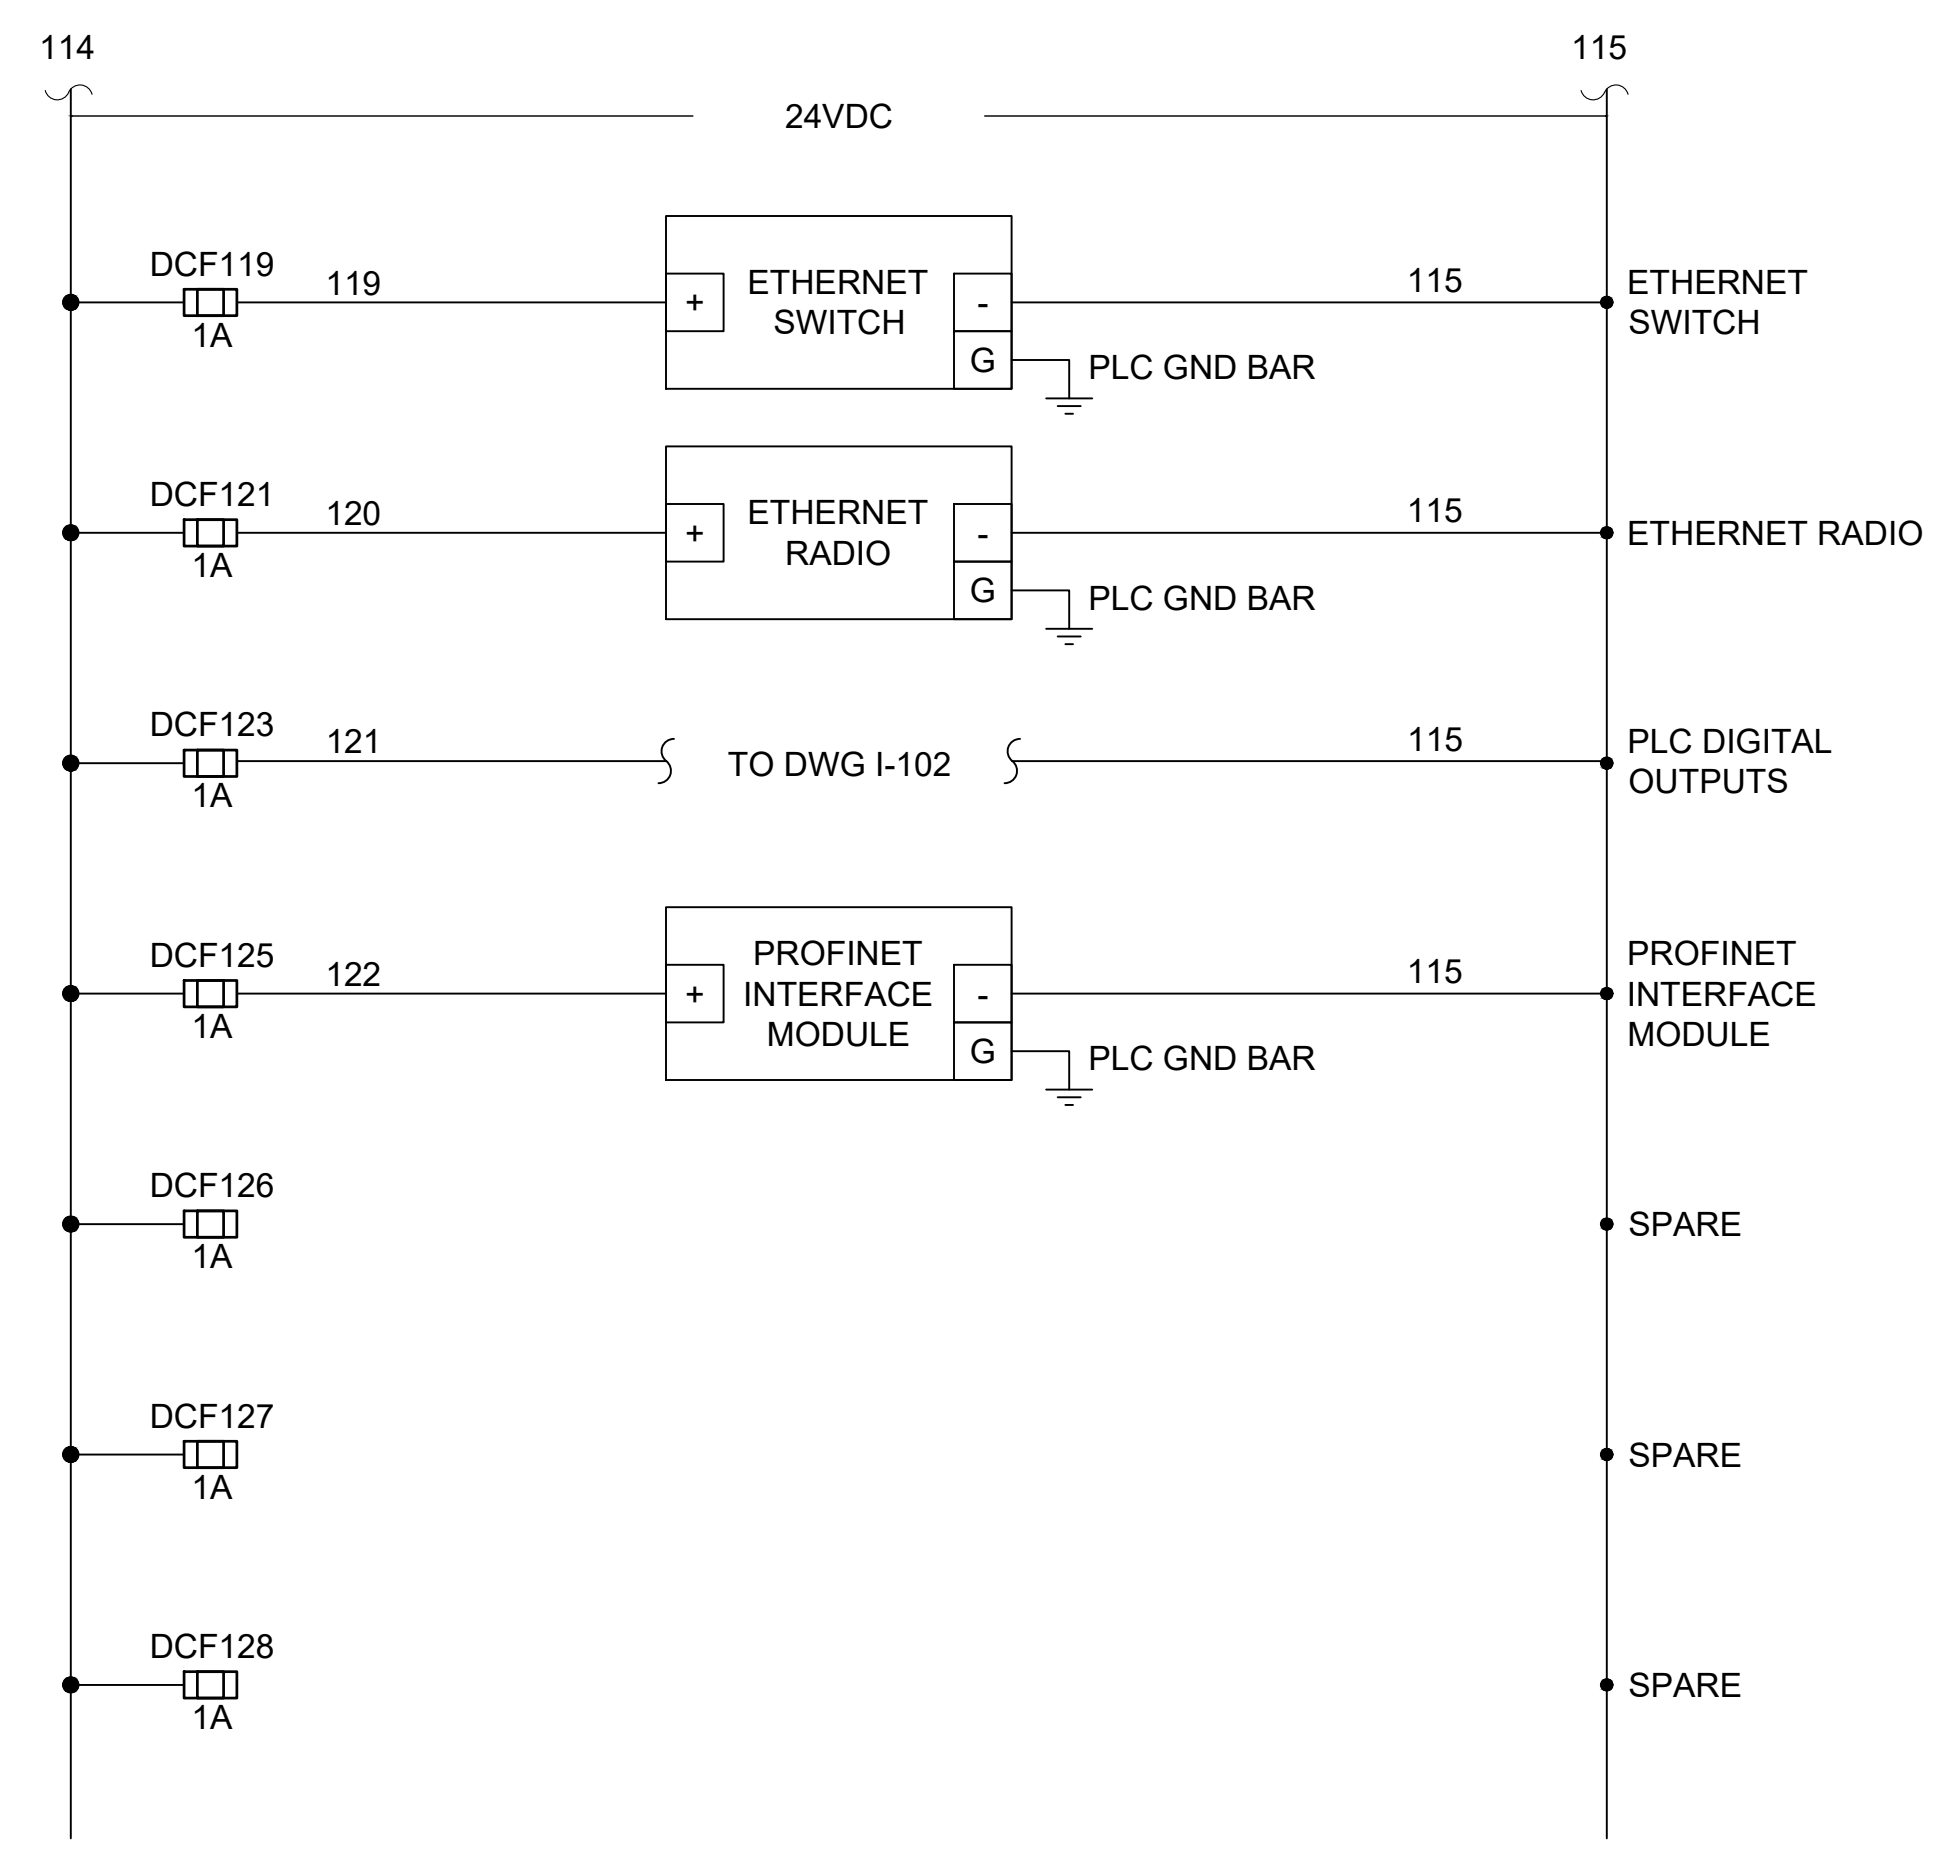 114
115
24VDC
DCF119
119
1A
+
ETHERNET
SWITCH
-
G
PLC GND BAR
115
ETHERNET
SWITCH
DCF121
120
1A
+
ETHERNET
RADIO
-
G
PLC GND BAR
115
ETHERNET RADIO
DCF123
121
1A
TO DWG I-102
115
PLC DIGITAL
OUTPUTS
DCF125
122
1A
+
PROFINET
INTERFACE
MODULE
-
G
PLC GND BAR
115
PROFINET
INTERFACE
MODULE
DCF126
1A
SPARE
DCF127
1A
SPARE
DCF128
1A
SPARE